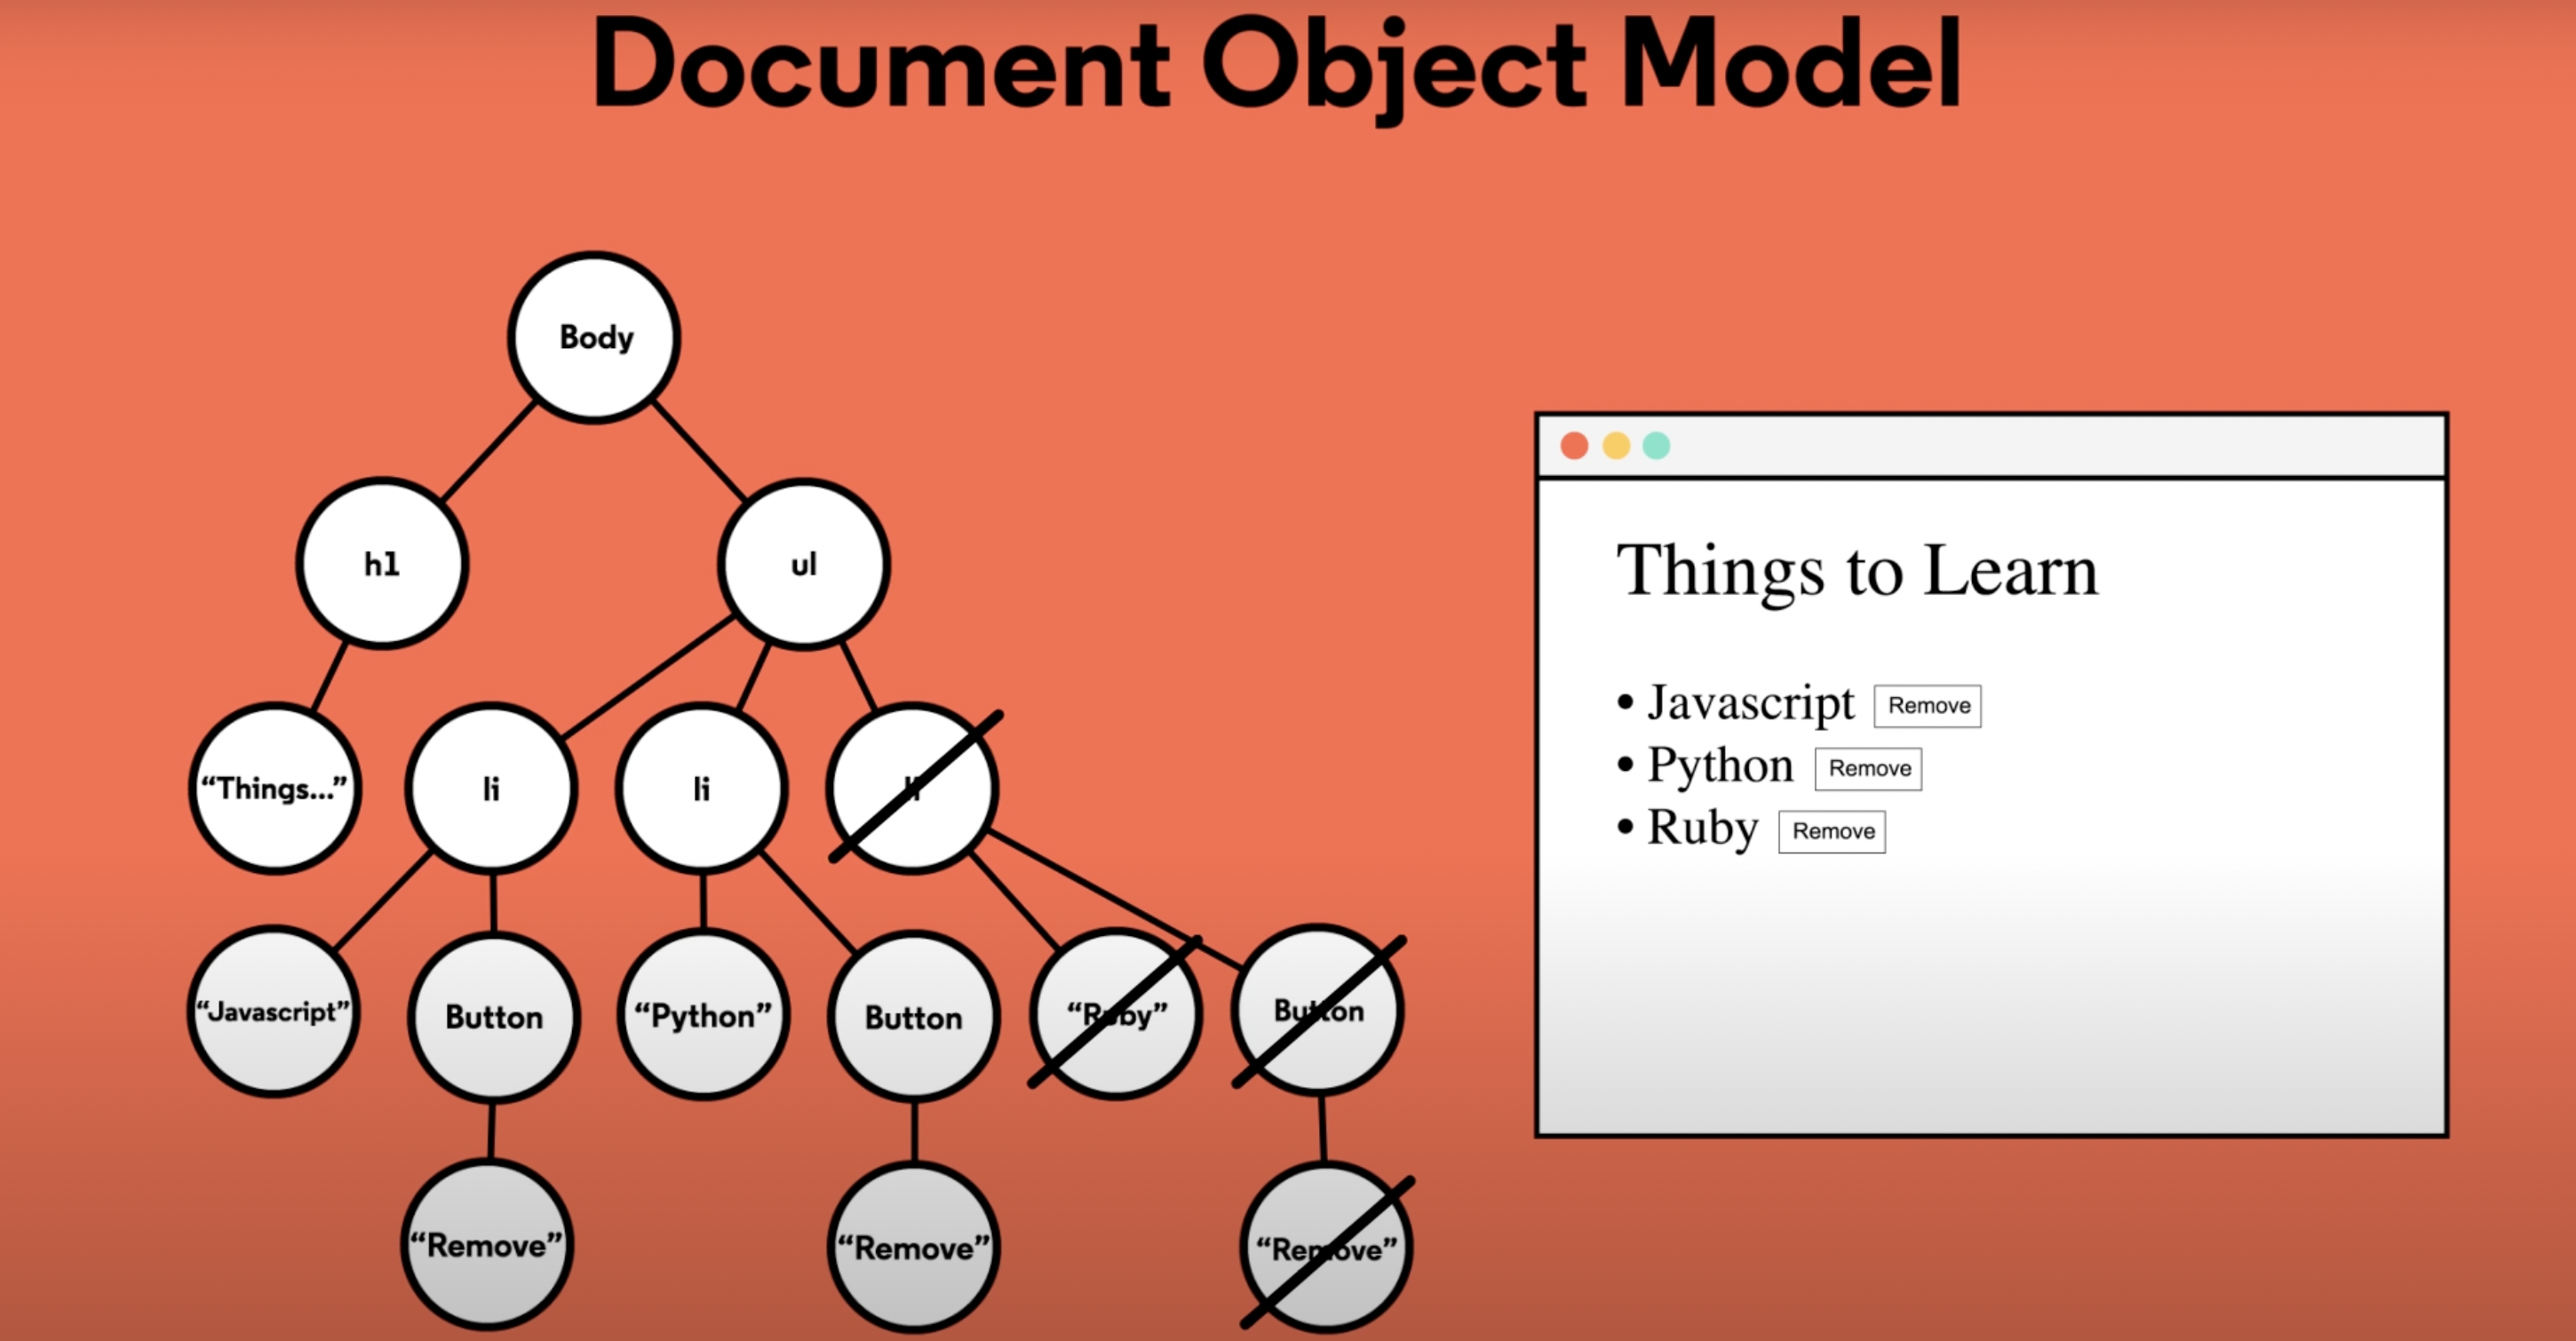 Document Object Model
Body
h1
ul
“Things...”
li
li
“Javascript”
Button
“Python”
Button
“Ruby”
Button
“Remove”
“Remove”
“Remove”
Things to Learn
• Javascript Remove
• Python Remove
• Ruby Remove